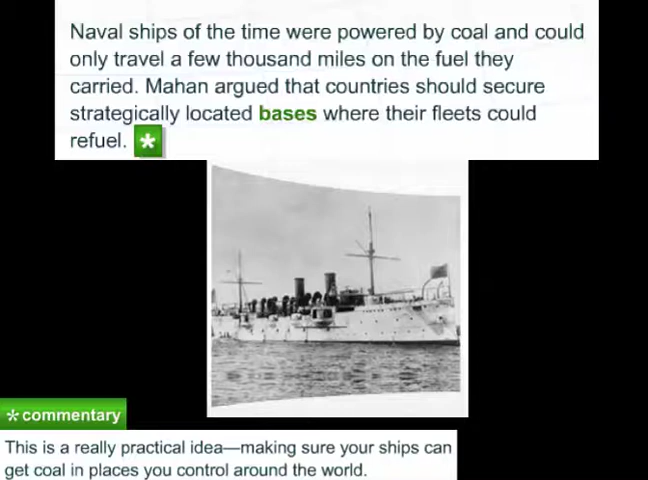 Naval ships of the time were powered by coal and could
only travel a few thousand miles on the fuel they
carried. Mahan argued that countries should secure
strategically located bases where their fleets could
refuel. *
* commentary
This is a really practical idea—making sure your ships can
get coal in places you control around the world.